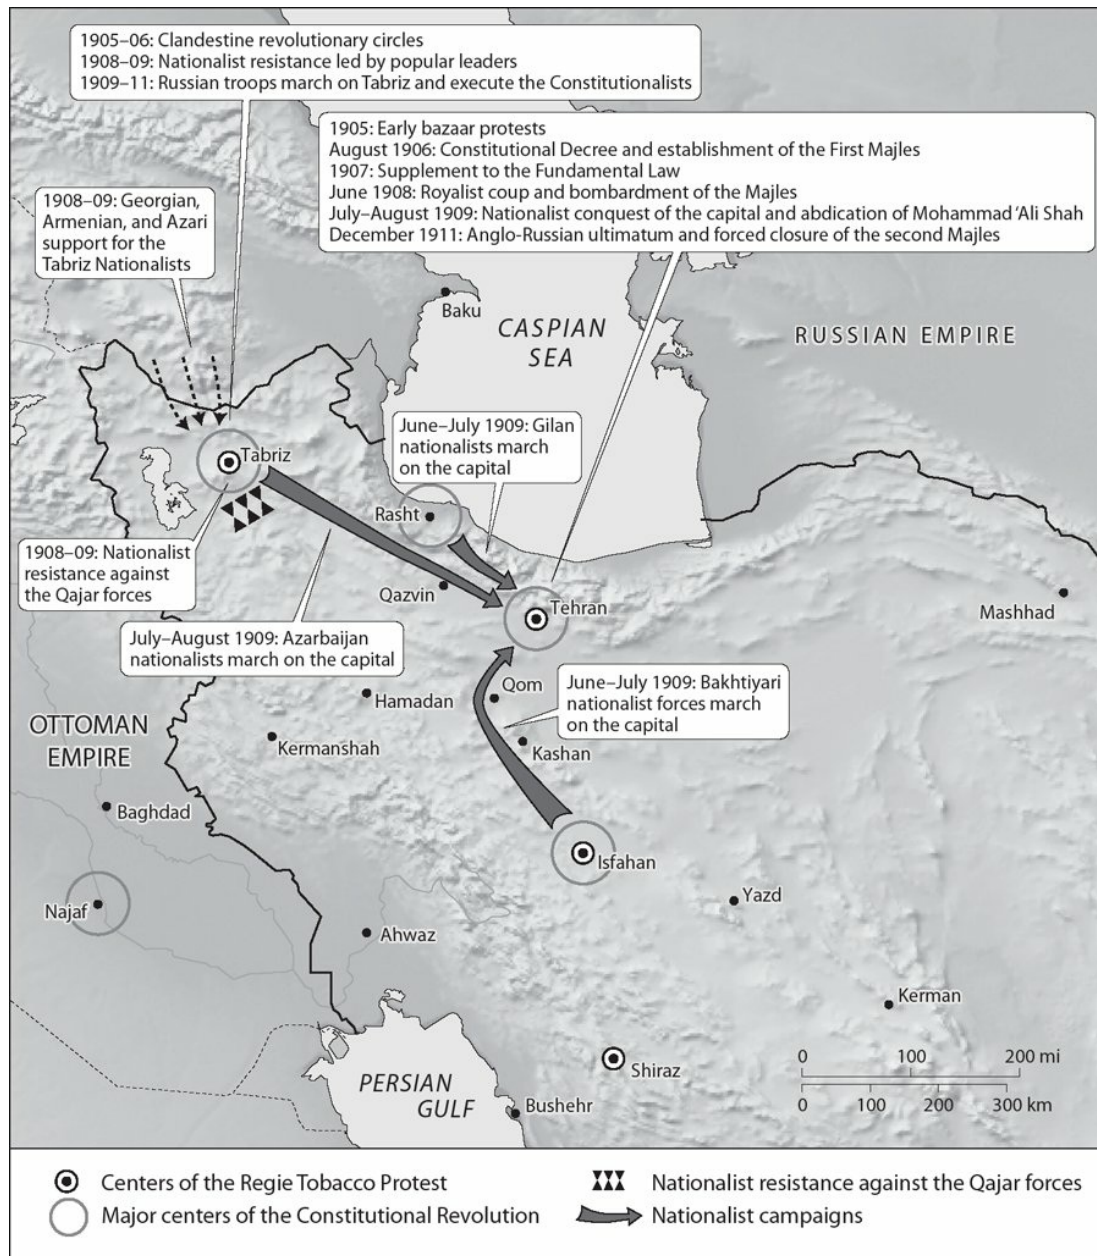 1905–06: Clandestine revolutionary circles
1908–09: Nationalist resistance led by popular leaders
1909–11: Russian troops march on Tabriz and execute the Constitutionalists
1905: Early bazaar protests
August 1906: Constitutional Decree and establishment of the First Majles
1907: Supplement to the Fundamental Law
June 1908: Royalist coup and bombardment of the Majles
July–August 1909: Nationalist conquest of the capital and abdication of Mohammad ‘Ali Shah
December 1911: Anglo-Russian ultimatum and forced closure of the second Majles
1908–09: Georgian,
Armenian, and Azari
support for the
Tabriz Nationalists
Baku
CASPIAN
SEA
RUSSIAN EMPIRE
June–July 1909: Gilan
nationalists march
on the capital
Tabriz
Rasht
1908–09: Nationalist
resistance against
the Qajar forces
Qazvin
Tehran
Mashhad
July–August 1909: Azarbaijan
nationalists march on the capital
June–July 1909: Bakhtiyari
nationalist forces march
on the capital
Qom
Hamadan
OTTOMAN
EMPIRE
Kermanshah
Kashan
Baghdad
Isfahan
Yazd
Najaf
Ahwaz
Kerman
0 100 200 mi
0 100 200 300 km
Shiraz
PERSIAN
GULF
Bushehr
Centers of the Regie Tobacco Protest
Major centers of the Constitutional Revolution
Nationalist resistance against the Qajar forces
Nationalist campaigns